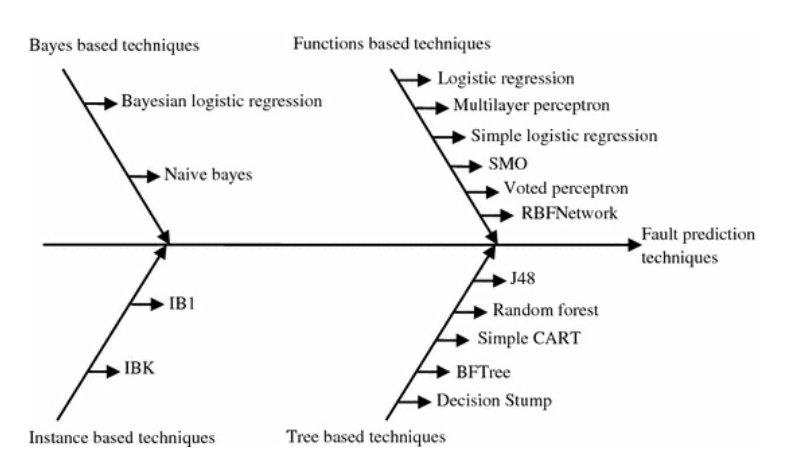 Bayes based techniques
Bayesian logistic regression
Naive bayes
Functions based techniques
Logistic regression
Multilayer perceptron
Simple logistic regression
SMO
Voted perceptron
RBFNetwork
Fault prediction
techniques
IB1
IBK
Instance based techniques
J48
Random forest
Simple CART
BFTree
Decision Stump
Tree based techniques